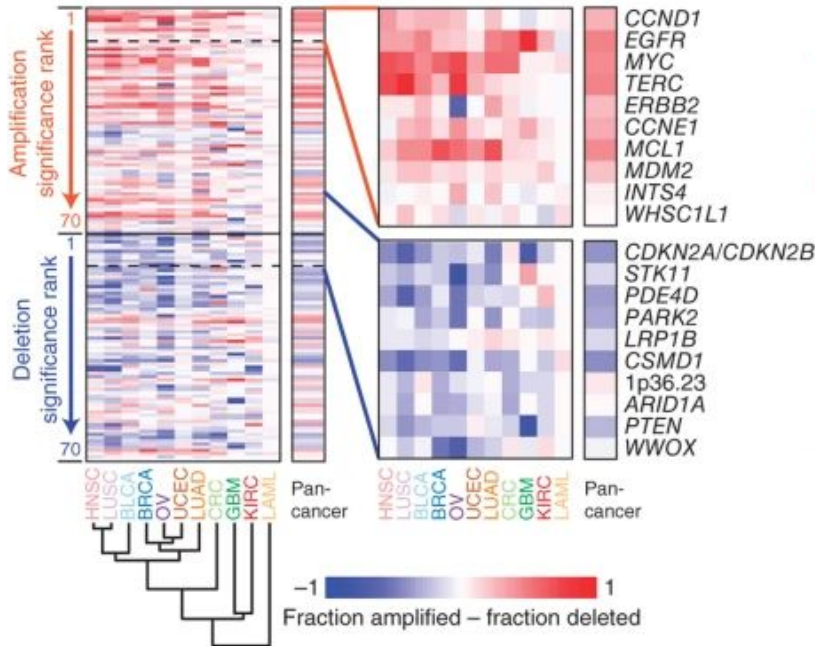 1
Amplification
significance rank
70
1
Deletion
significance rank
70
CCND1
EGFR
MYC
TERC
ERBB2
CCNE1
MCL1
MDM2
INTS4
WHSC1L1
CDKN2A/CDKN2B
STK11
PDE4D
PARK2
LRP1B
CSMD1
1p36.23
ARID1A
PTEN
WWOX
HNSC
LUSC
BLCA
BRCA
OV
UCEC
LUAD
CRC
GBM
KIRC
LAML
Pan-
cancer
HNSC
LUSC
BLCA
BRCA
OV
UCEC
LUAD
CRC
GBM
KIRC
LAML
Pan-
cancer
–1
1
Fraction amplified – fraction deleted